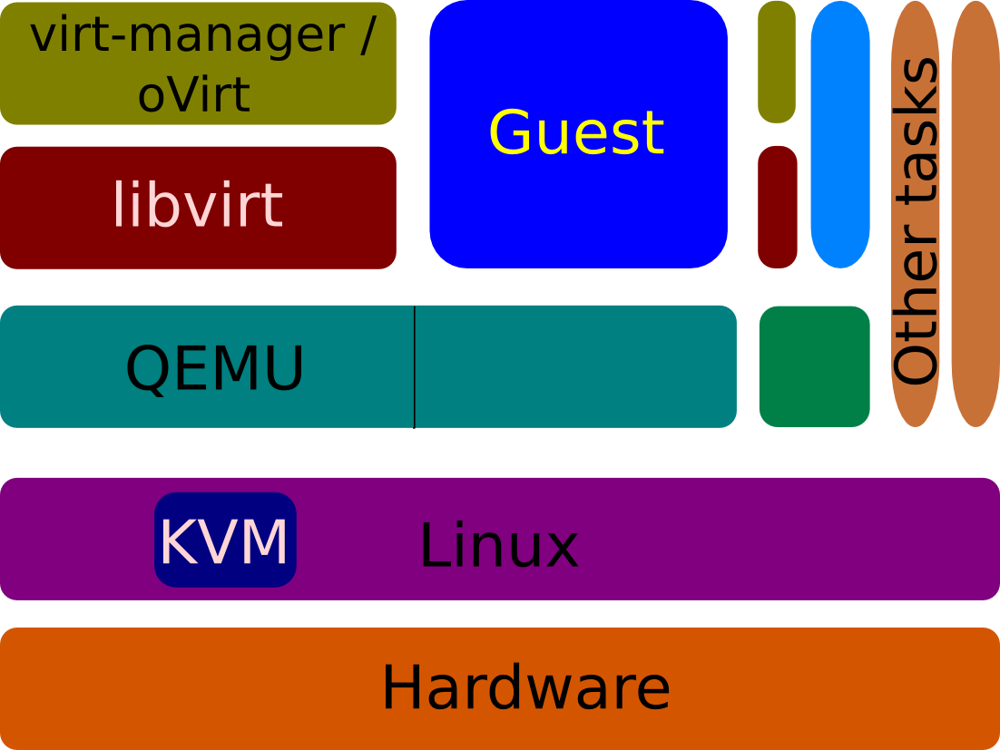 virt-manager /
oVirt
libvirt
Guest
Other tasks
QEMU
KVM
Linux
Hardware